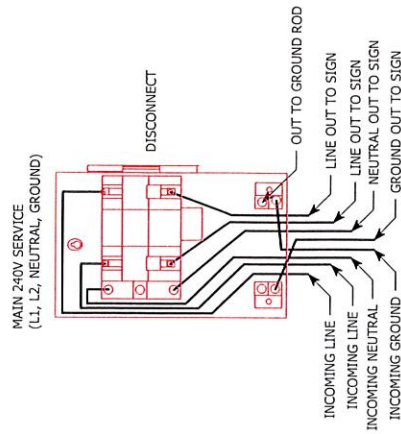 MAIN 240V SERVICE
(L1, L2, NEUTRAL, GROUND)
DISCONNECT
OUT TO GROUND ROD
LINE OUT TO SIGN
LINE OUT TO SIGN
NEUTRAL OUT TO SIGN
GROUND OUT TO SIGN
INCOMING LINE
INCOMING LINE
INCOMING NEUTRAL
INCOMING GROUND